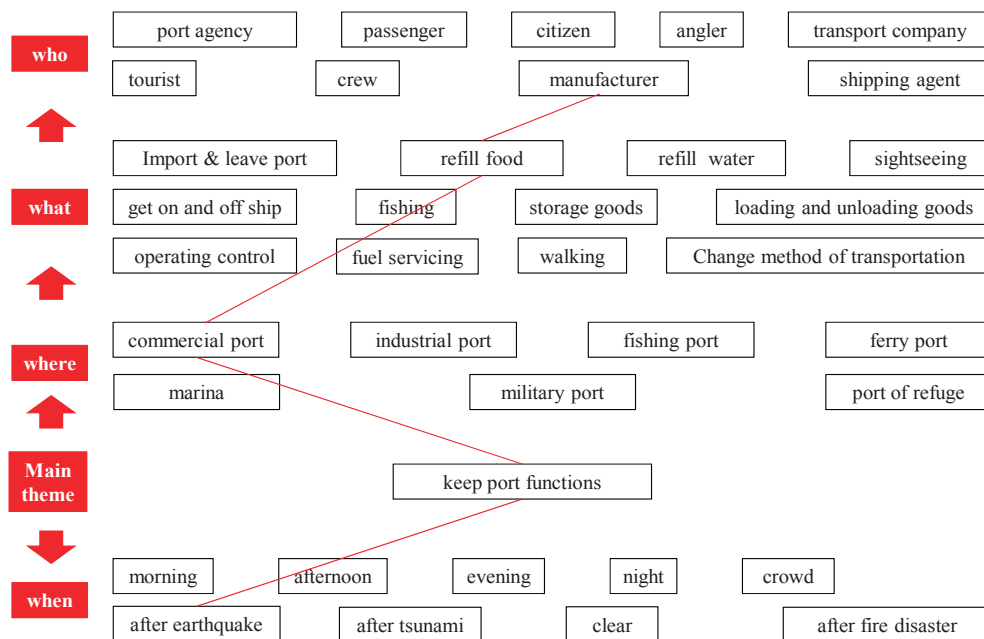 who
port agency
passenger
citizen
angler
transport company
tourist
crew
manufacturer
shipping agent
what
Import & leave port
refill food
refill water
sightseeing
get on and off ship
fishing
storage goods
loading and unloading goods
operating control
fuel servicing
walking
Change method of transportation
where
commercial port
industrial port
fishing port
ferry port
marina
military port
port of refuge
Main
theme
keep port functions
when
morning
afternoon
evening
night
crowd
after earthquake
after tsunami
clear
after fire disaster